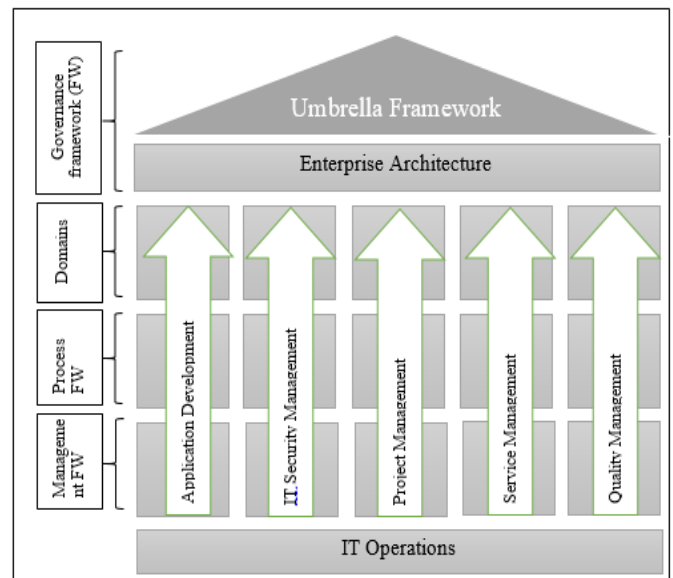 Governance
framework (FW)
Umbrella Framework
Enterprise Architecture
Domains
Process
FW
Manageme
nt FW
Application Development
IT Security Management
Project Management
Service Management
Quality Management
IT Operations